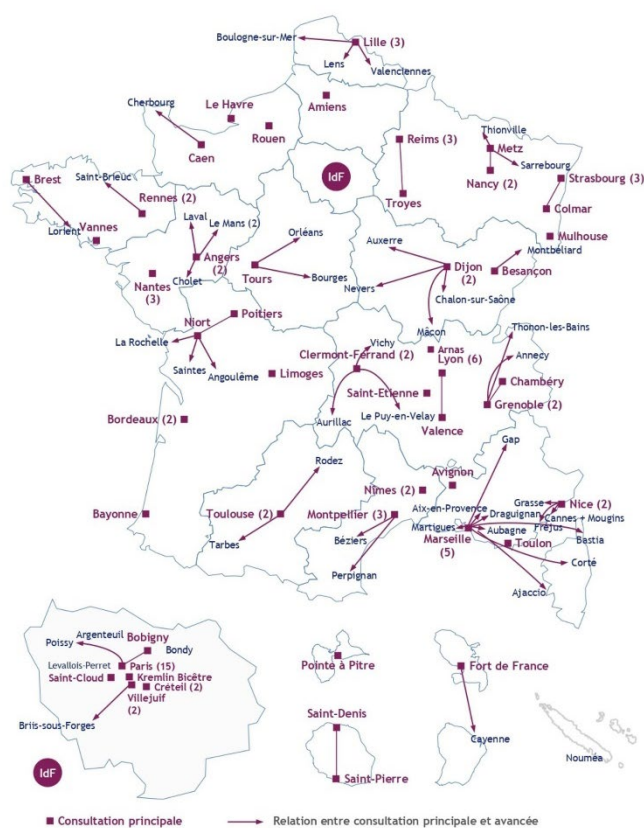 Boulogne-sur-Mer
Lille (3)
Lens
Valenciennes
Cherbourg
Le Havre
Amiens
Rouen
Caen
Reims (3)
Thionville
Metz
Sarrebourg
Nancy (2)
Strasbourg (3)
IdF
Troyes
Colmar
Mulhouse
Brest
Saint-Brieuc
Rennes (2)
Lorient
Vannes
Laval
Le Mans (2)
Angers
(2)
Cholet
Nantes
(3)
Orléans
Tours
Bourges
Auxerre
Nevers
Dijon
(2)
Montbéliard
Besançon
Chalon-sur-Saône
Mâcon
Niort
Poitiers
La Rochelle
Saintes
Angoulême
Limoges
Vichy
Clermont-Ferrand (2)
Arnas
Lyon (6)
Thonon-les-Bains
Annecy
Chambéry
Grenoble (2)
Saint-Etienne
Aurillac
Le Puy-en-Velay
Valence
Bordeaux (2)
Gap
Rodez
Avignon
Nîmes (2)
Bayonne
Toulouse (2)
Tarbes
Montpellier (3)
Béziers
Perpignan
Aix-en-Provence
Draguignan
Martigues
Marseille
(5)
Aubagne
Toulon
Grasse
Nice (2)
Cannes + Mougins
Fréjus
Bastia
Corté
Ajaccio
Poissy
Argenteuil
Bobigny
Bondy
Levallois-Perret
Paris (15)
Saint-Cloud
Kremlin Bicêtre
Créteil (2)
Villejuif
(2)
Briis-sous-Forges
IdF
Pointe à Pitre
Fort de France
Saint-Denis
Saint-Pierre
Cayenne
Nouméa
Consultation principale
Relation entre consultation principale et avancée